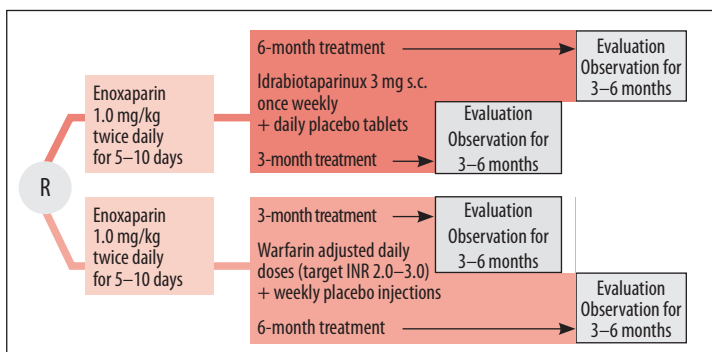 R
Enoxaparin
1.0 mg/kg
twice daily
for 5–10 days
6-month treatment
Idrabiotaparinux 3 mg s.c.
once weekly
+ daily placebo tablets
3-month treatment
Evaluation
Observation for
3–6 months
Evaluation
Observation for
3–6 months
Enoxaparin
1.0 mg/kg
twice daily
for 5–10 days
3-month treatment
Warfarin adjusted daily
doses (target INR 2.0–3.0)
+ weekly placebo injections
6-month treatment
Evaluation
Observation for
3–6 months
Evaluation
Observation for
3–6 months